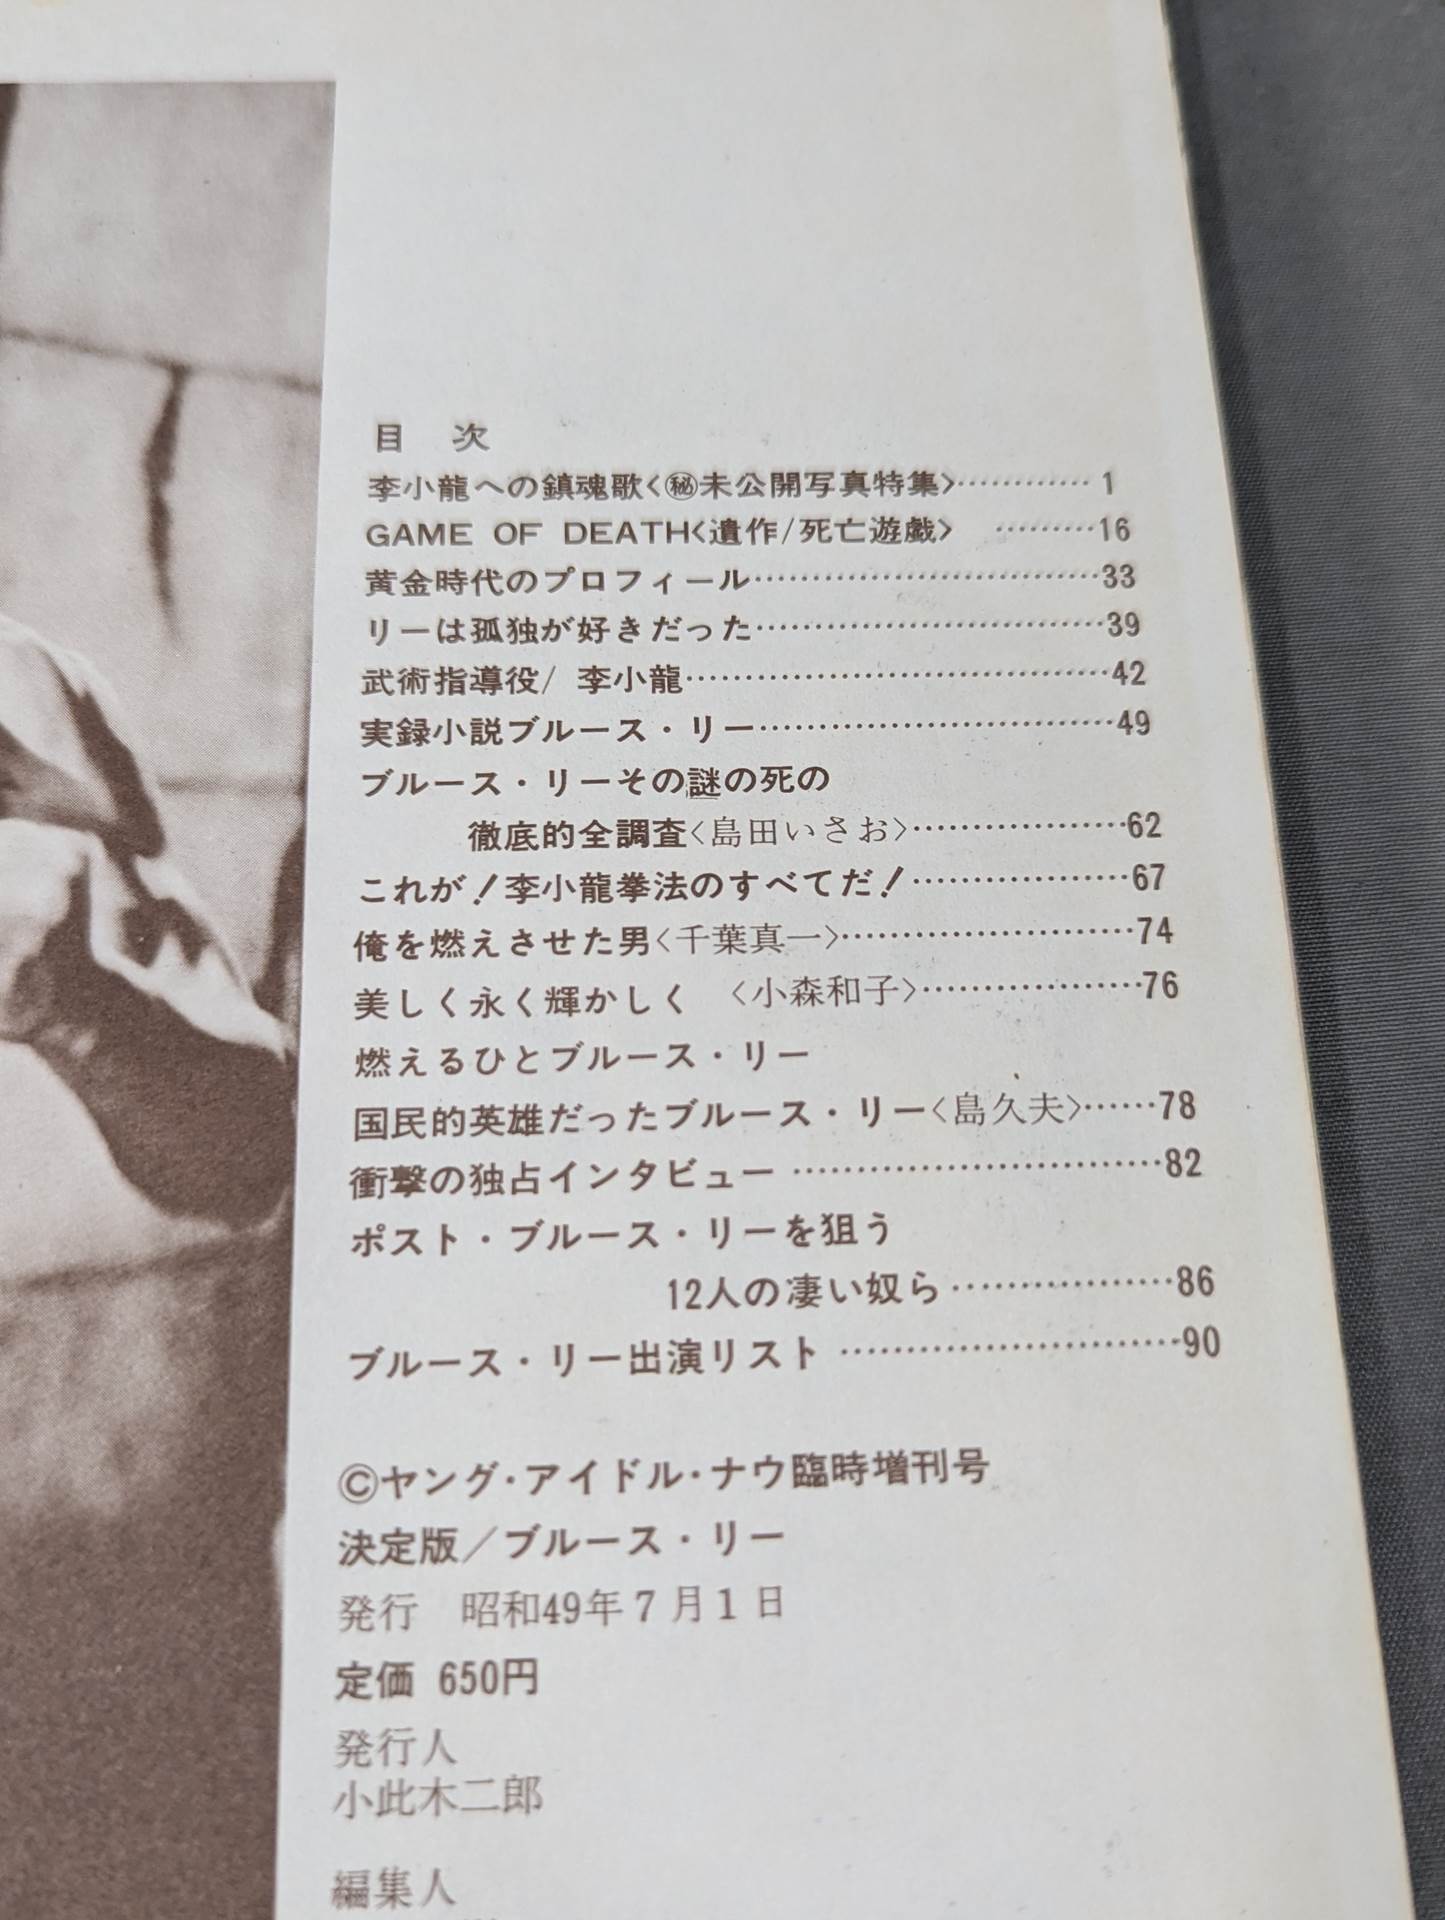 目 次
李小龍への鎮魂歌<㊙未公開写真特集>………… 1
GAME OF DEATH<遺作/死亡遊戯> ………16
黄金時代のプロフィール……………………………33
リーは孤独が好きだった……………………………39
武術指導役/ 李小龍…………………………………42
実録小説ブルース・リー……………………………49
ブルース・リーその謎の死の
徹底的全調査〈島田いさお〉………………62
これが!李小龍拳法のすべてだ!………………67
俺を燃えさせた男〈千葉真一〉……………………74
美しく永く輝かしく 〈小森和子〉………………76
燃えるひとブルース・リー
国民的英雄だったブルース・リー〈島久夫〉……78
衝撃の独占インタビュー ……………………………82
ポスト・ブルース・リーを狙う
12人の凄い奴ら………………86
ブルース・リー出演リスト ………………………90
©ヤング・アイドル・ナウ臨時増刊号
決定版/ブルース・リー
発行 昭和49年7月1日
定価 650円
発行人
小此木二郎
編集人